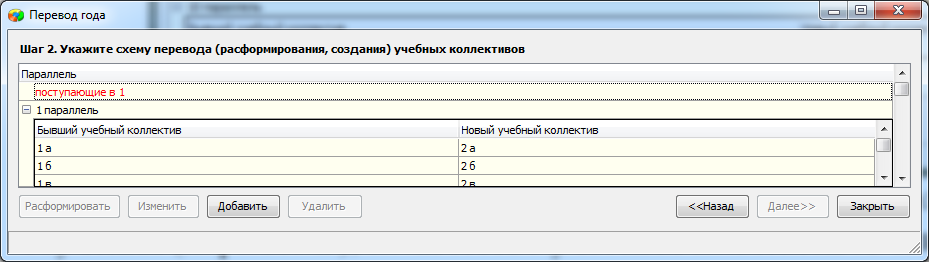 Перевод года
Шаг 2. Укажите схему перевода (расформирования, создания) учебных коллективов
Параллель
поступающие в 1
1 параллель
Бывший учебный коллектив Новый учебный коллектив
1 а 2 а
1 б 2 б
1 в 2 в
Расформировать Изменить Добавить Удалить <<Назад Далее>> Закрыть